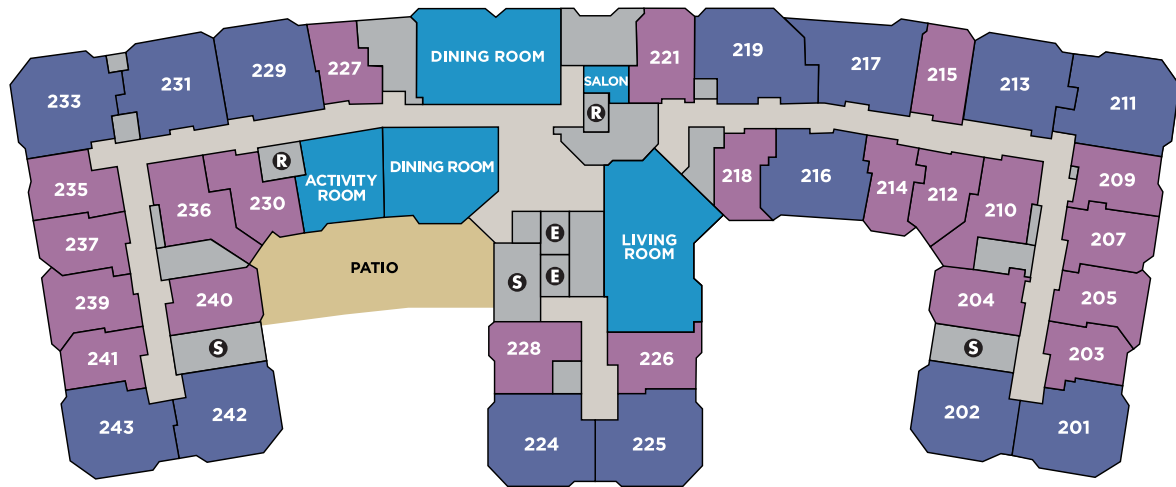 DINING ROOM
SALON
R
221
219
217
215
213
211
233
231
229
227
R
ACTIVITY
ROOM
DINING ROOM
235
236
230
218
216
214
212
210
209
237
207
PATIO
E
E
S
LIVING
ROOM
239
240
204
205
241
S
228
226
S
203
243
242
224
225
202
201